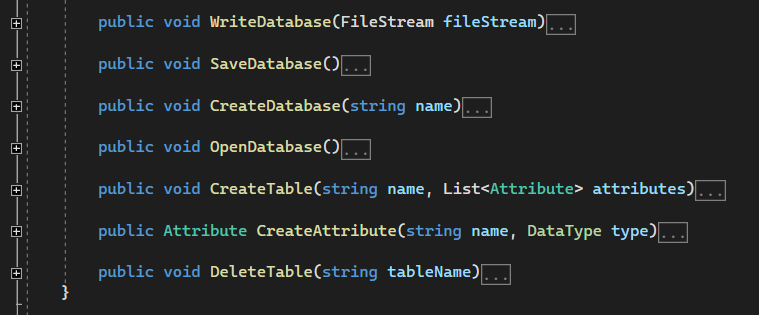 public void WriteDatabase(FileStream fileStream)...
public void SaveDatabase()...
public void CreateDatabase(string name)...
public void OpenDatabase()...
public void CreateTable(string name, List<Attribute> attributes)...
public Attribute CreateAttribute(string name, DataType type)...
public void DeleteTable(string tableName)...
}